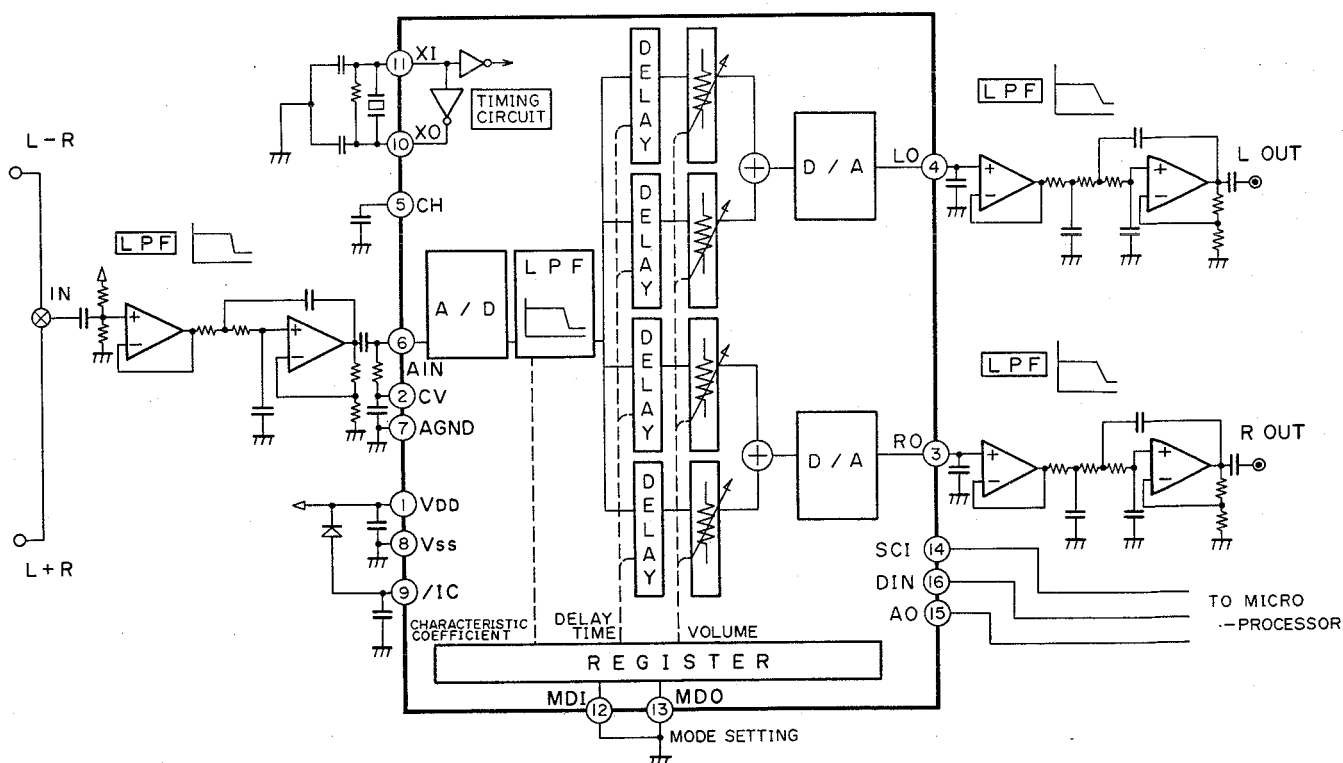 XI
11
TIMING
CIRCUIT
XO
10
L-R
5
CH
LPF
IN
A/D
LPF
6
AIN
2
CV
7
AGND
1
VDD
8
Vss
9
/IC
L+R
DELAY
DELAY
DELAY
DELAY
D/A
LO
4
LPF
L OUT
D/A
RO
3
LPF
R OUT
SCI
14
DIN
16
AO
15
TO MICRO
-PROCESSOR
CHARACTERISTIC
COEFFICIENT
DELAY
TIME
VOLUME
REGISTER
MDI
12
13
MDO
MODE SETTING